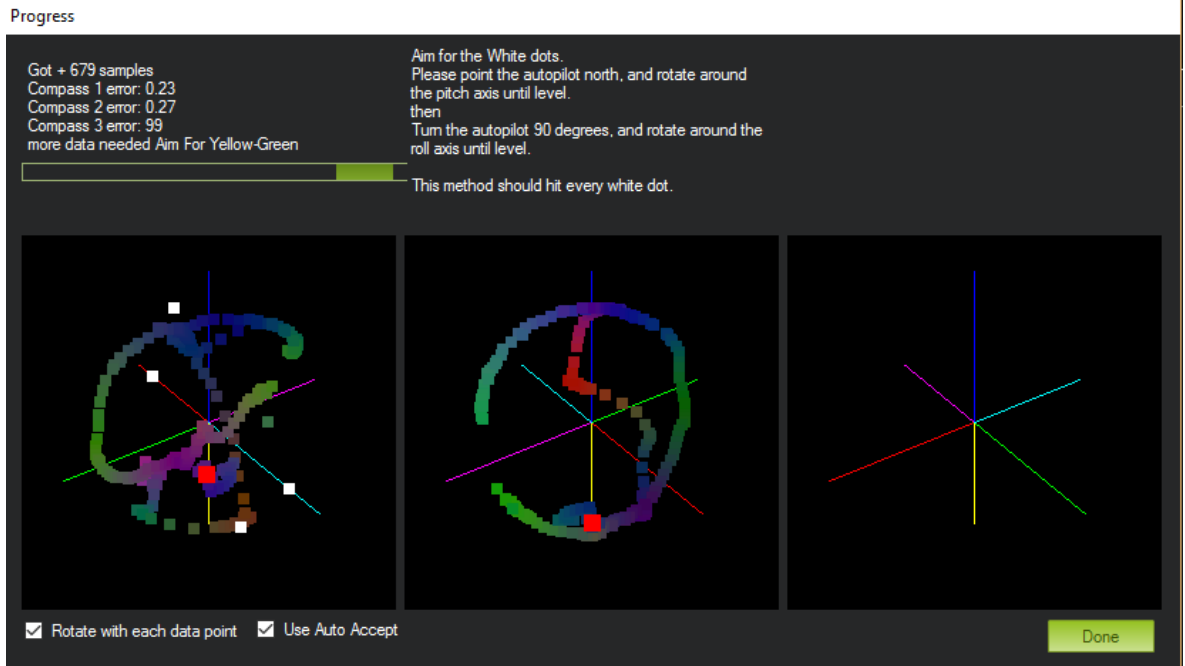 Progress
Got + 679 samples
Compass 1 error: 0.23
Compass 2 error: 0.27
Compass 3 error: 99
more data needed Aim For Yellow-Green
Aim for the White dots.
Please point the autopilot north, and rotate around
the pitch axis until level.
then
Turn the autopilot 90 degrees, and rotate around the
roll axis until level.
This method should hit every white dot.
Rotate with each data point
Use Auto Accept
Done